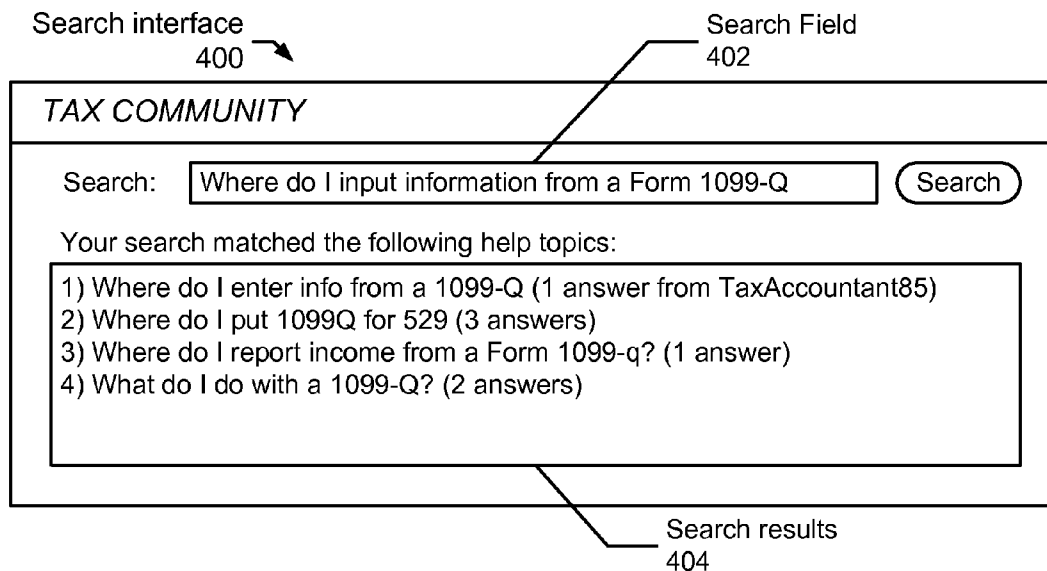 Search interface
400
Search Field
402
TAX COMMUNITY
Search: Where do I input information from a Form 1099-Q Search
Your search matched the following help topics:
1) Where do I enter info from a 1099-Q (1 answer from TaxAccountant85)
2) Where do I put 1099Q for 529 (3 answers)
3) Where do I report income from a Form 1099-q? (1 answer)
4) What do I do with a 1099-Q? (2 answers)
Search results
404